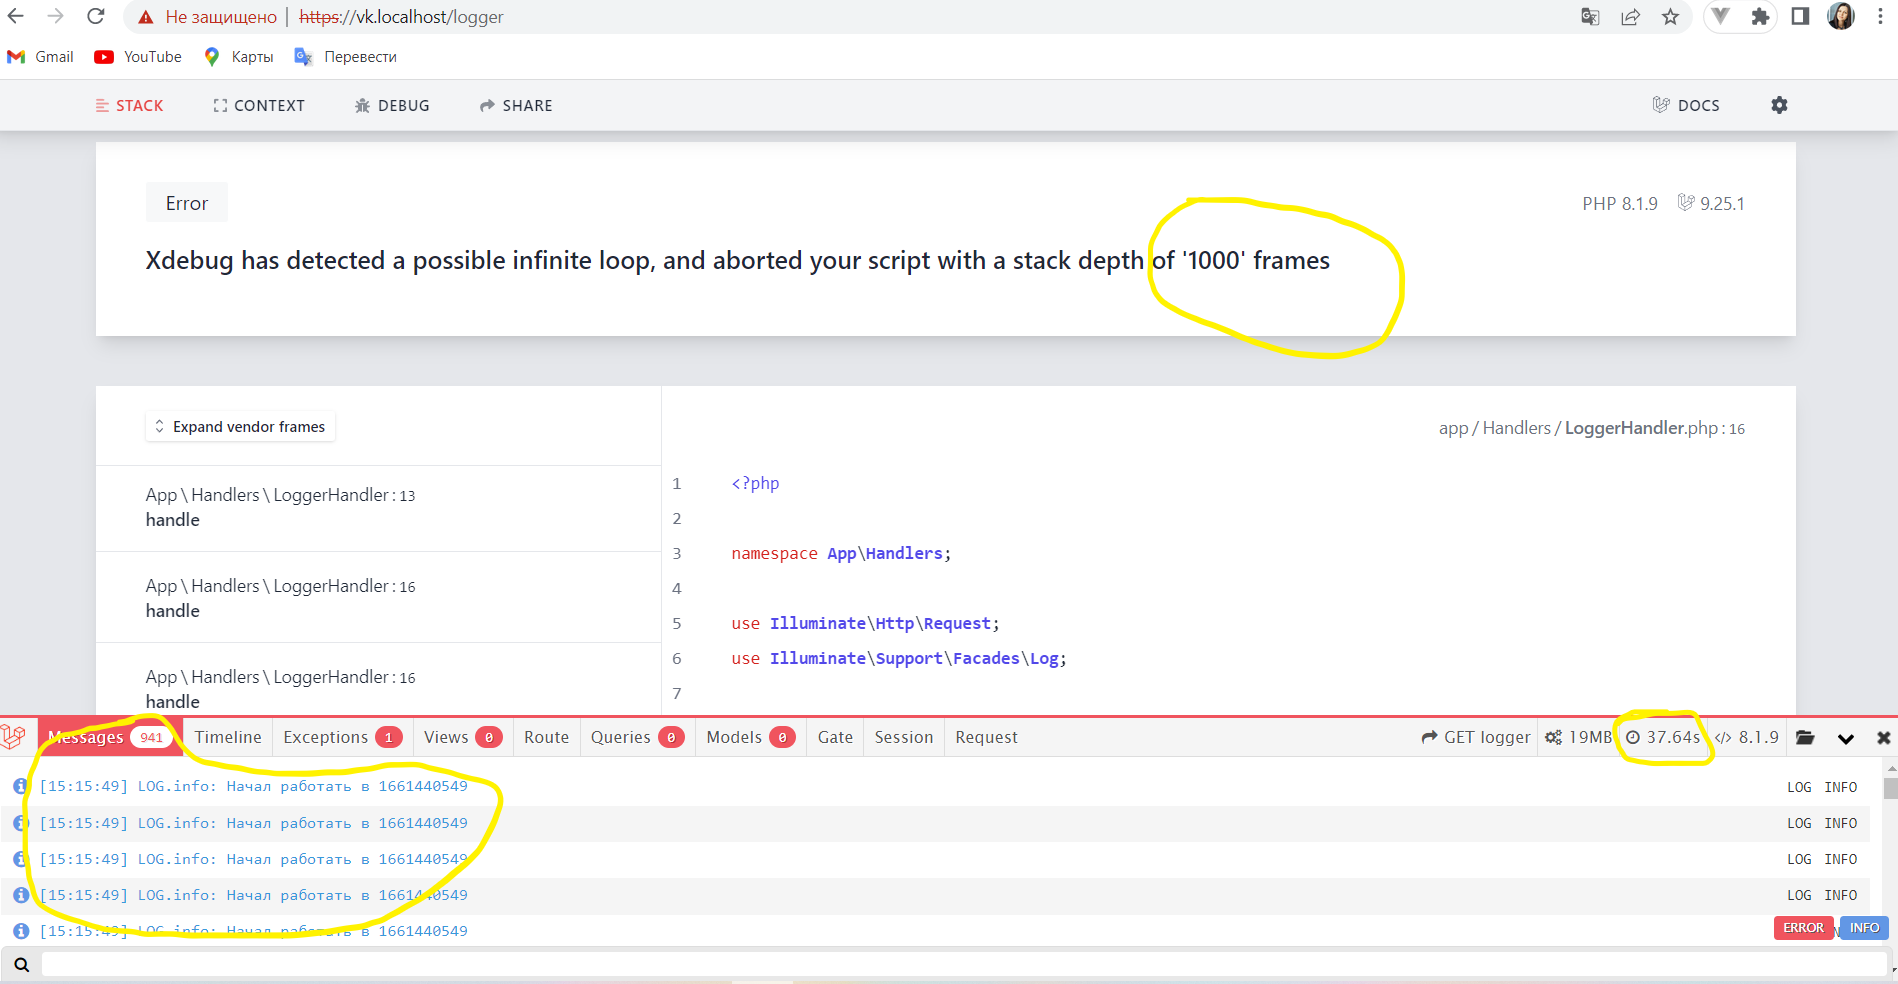 Не защищено | https://vk.localhost/logger
Gmail YouTube Карты Перевести
STACK CONTEXT DEBUG SHARE DOCS
Error
PHP 8.1.9 9.25.1
Xdebug has detected a possible infinite loop, and aborted your script with a stack depth of '1000' frames
Expand vendor frames
app / Handlers / LoggerHandler.php : 16
App \ Handlers \ LoggerHandler : 13
handle
App \ Handlers \ LoggerHandler : 16
handle
App \ Handlers \ LoggerHandler : 16
handle
1 <?php
2
3 namespace App\Handlers;
4
5 use Illuminate\Http\Request;
6 use Illuminate\Support\Facades\Log;
7
Messages 941 Timeline Exceptions 1 Views 0 Route Queries 0 Models 0 Gate Session Request GET logger 19MB 37.64s </> 8.1.9
[15:15:49] LOG.info: Начал работать в 1661440549 LOG INFO
[15:15:49] LOG.info: Начал работать в 1661440549 LOG INFO
[15:15:49] LOG.info: Начал работать в 1661440549 LOG INFO
[15:15:49] LOG.info: Начал работать в 1661440549 LOG INFO
[15:15:49] LOG.info: Начал работать в 1661440549
ERROR INFO